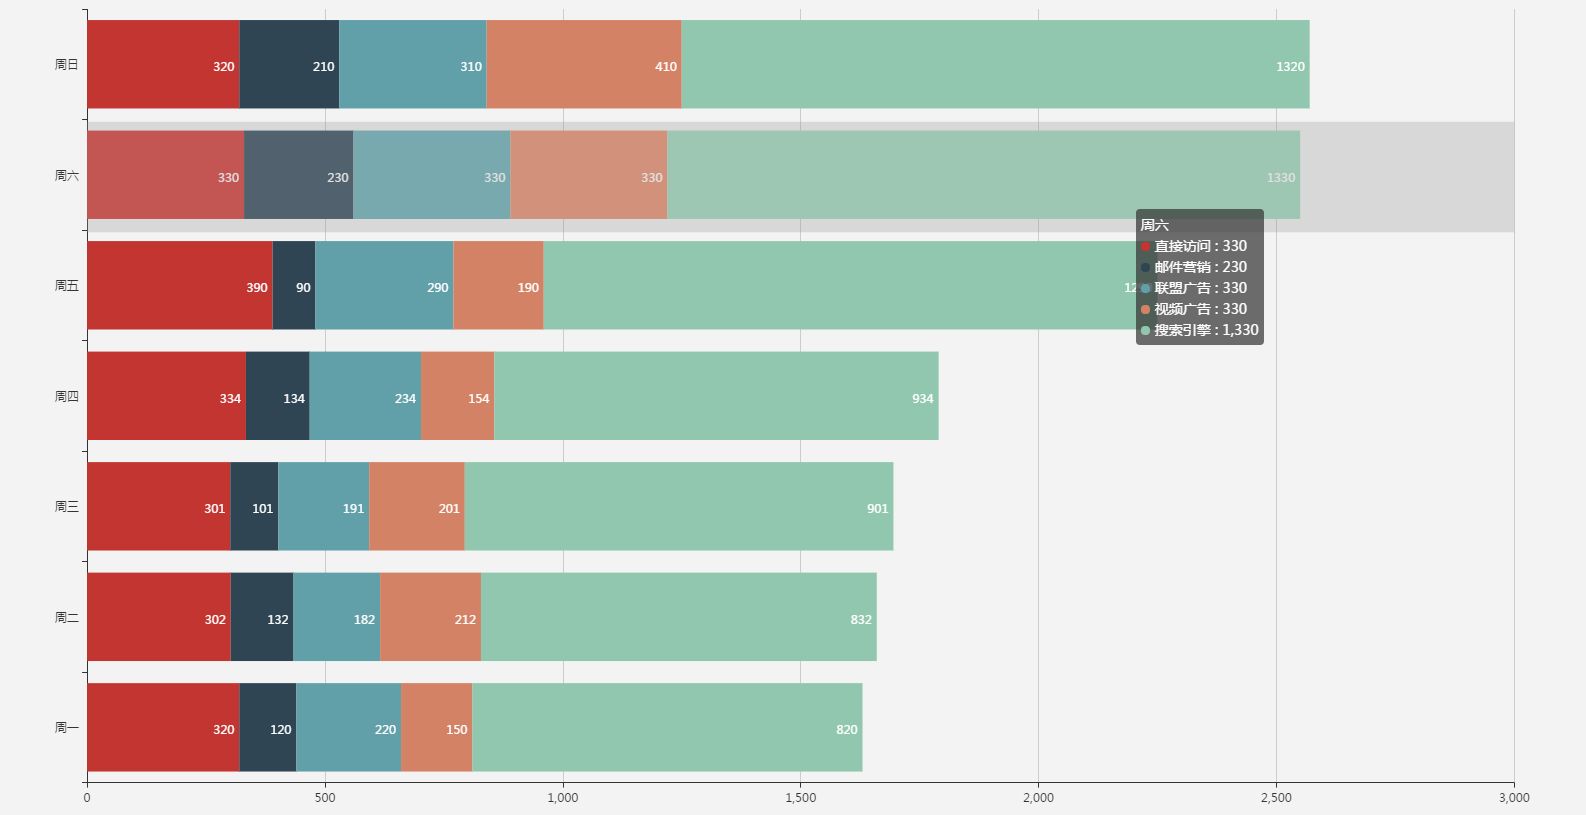 周日
320 210 310 410 1320
周六
330 230 330 330 1330
周六
直接访问 : 330
邮件营销 : 230
联盟广告 : 330
视频广告 : 330
搜索引擎 : 1,330
周五
390 90 290 190
周四
334 134 234 154 934
周三
301 101 191 201 901
周二
302 132 182 212 832
周一
320 120 220 150 820
0 500 1,000 1,500 2,000 2,500 3,000